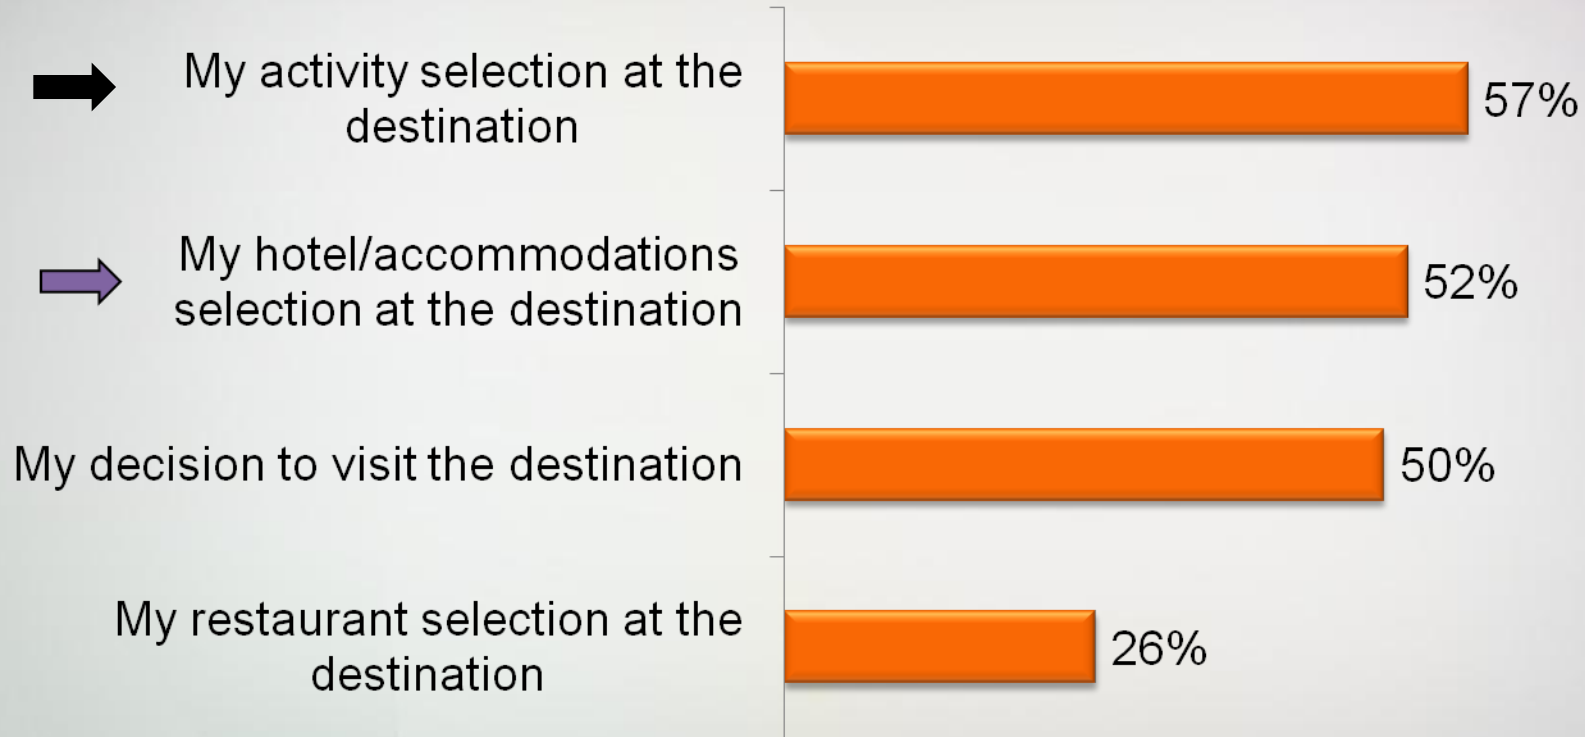 My activity selection at the
destination
57%
My hotel/accommodations
selection at the destination
52%
My decision to visit the destination
50%
My restaurant selection at the
destination
26%